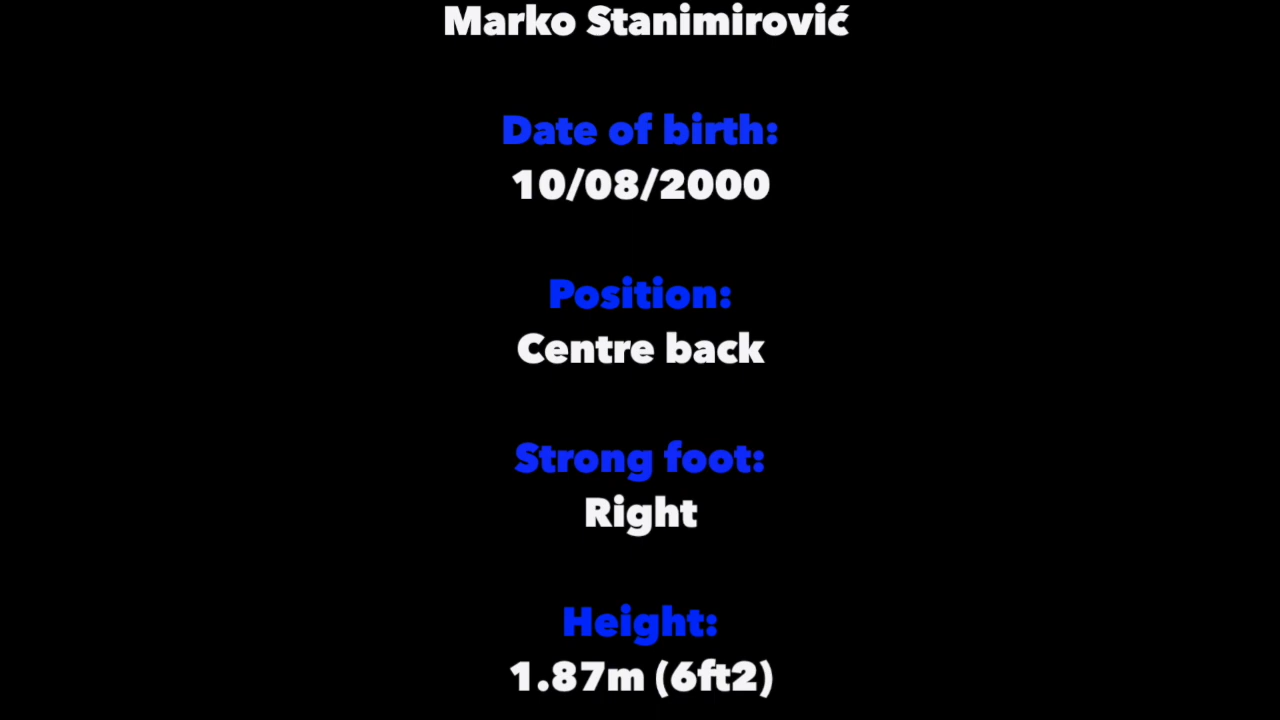 Marko Stanimirović
Date of birth:
10/08/2000
Position:
Centre back
Strong foot:
Right
Height:
1.87m (6ft2)